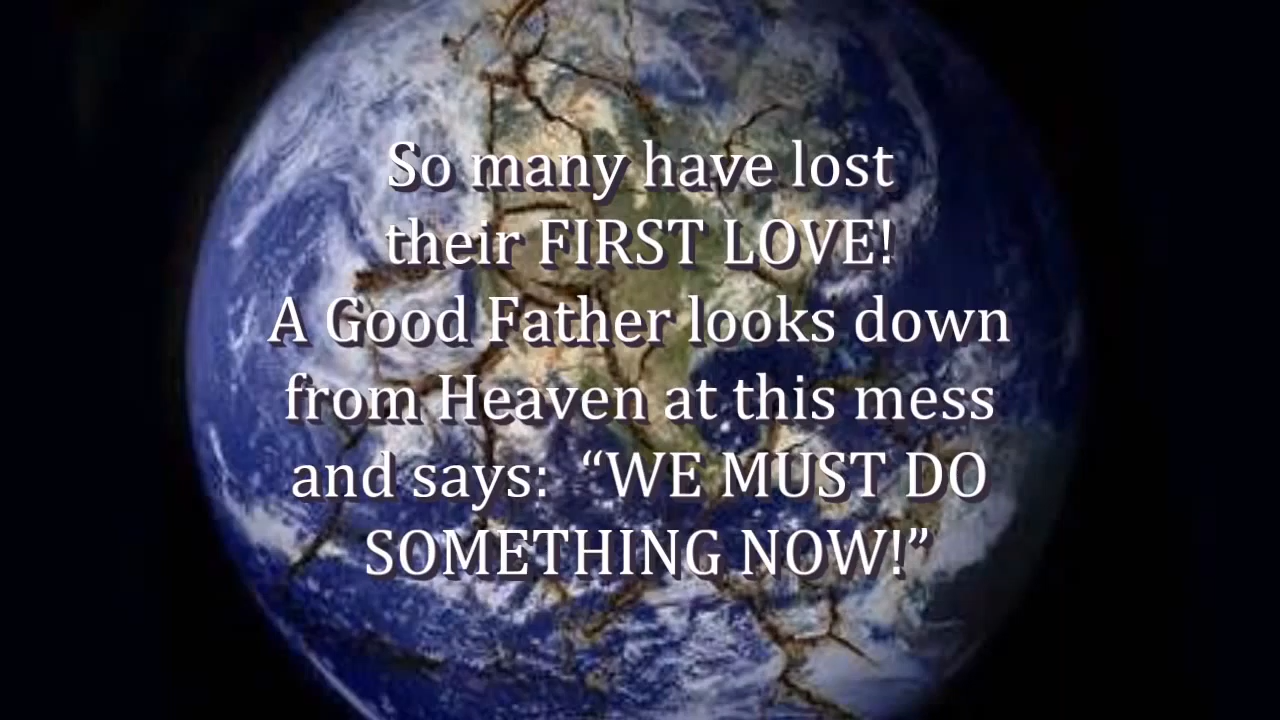 So many have lost
their FIRST LOVE!
A Good Father looks down
from Heaven at this mess
and says:  “WE MUST DO
SOMETHING NOW!”